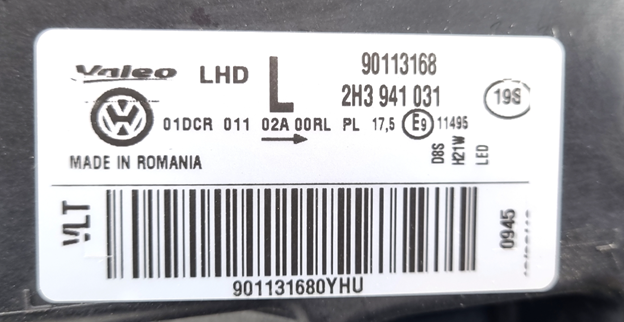 Valeo LHD L 90113168
2H3 941 031 19S
01DCR 011 02A 00RL PL 17,5 E9 11495
MADE IN ROMANIA
D8S
H21W
LED
VLT
0945
901131680YHU